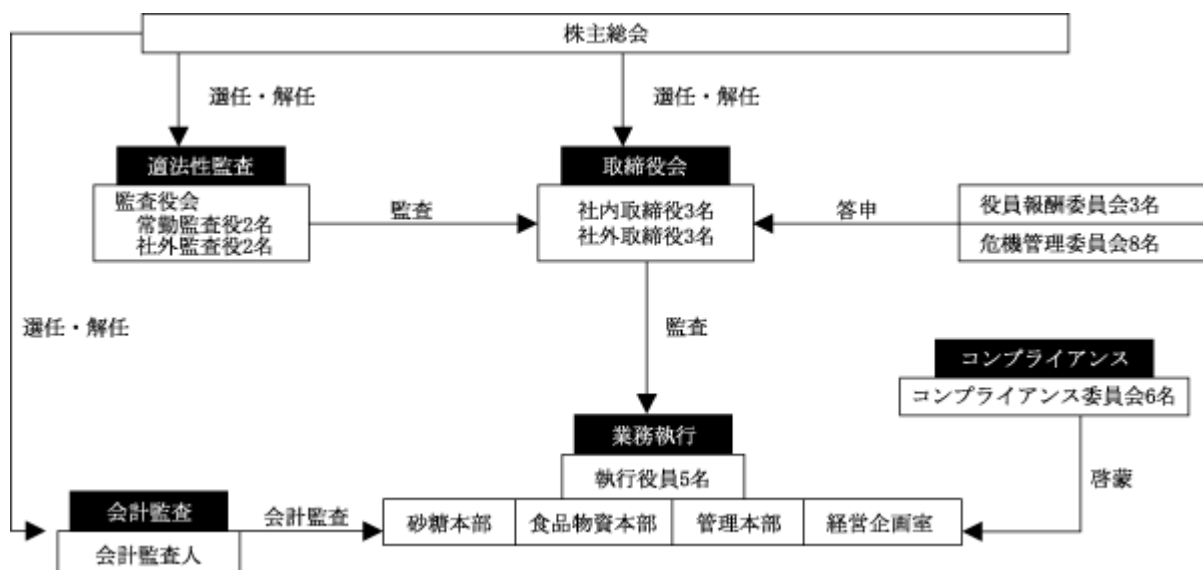 株主総会
選任・解任
選任・解任
適法性監査
監査役会
常勤監査役2名
社外監査役2名
監査
取締役会
社内取締役3名
社外取締役3名
答申
役員報酬委員会3名
危機管理委員会8名
選任・解任
監査
コンプライアンス
コンプライアンス委員会6名
啓蒙
業務執行
執行役員5名
砂糖本部
食品物資本部
管理本部
経営企画室
会計監査
会計監査人
会計監査